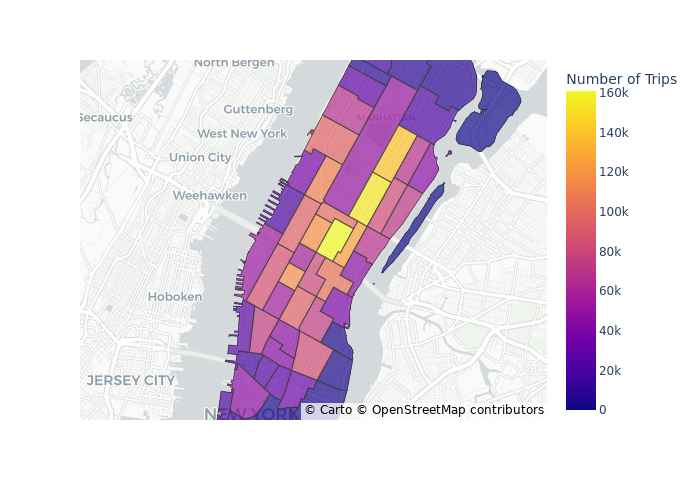 North Bergen
Number of Trips
160k
Guttenberg
Secaucus
MANHATTAN
West New York
140k
Union City
120k
Weehawken
100k
80k
Hoboken
60k
40k
JERSEY CITY
20k
NEW YORK
© Carto © OpenStreetMap contributors
0